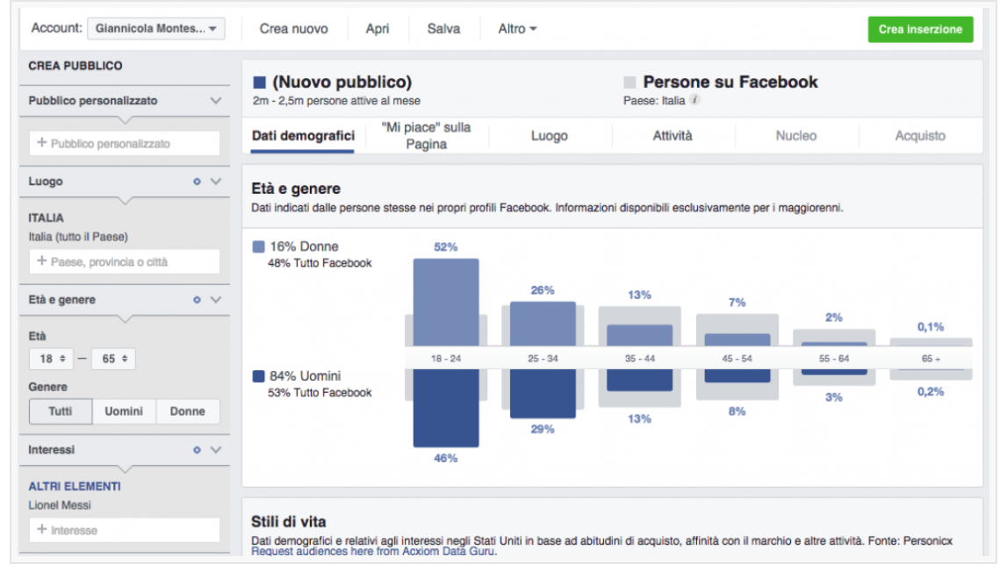 Account: Giannicola Montes...
Crea nuovo
Apri
Salva
Altro
Crea inserzione
CREA PUBBLICO
Pubblico personalizzato
+ Pubblico personalizzato
Luogo
ITALIA
Italia (tutto il Paese)
+ Paese, provincia o città
Età e genere
Età
18 — 65
Genere
Tutti Uomini Donne
Interessi
ALTRI ELEMENTI
Lionel Messi
+ Interesse
(Nuovo pubblico)
2m - 2,5m persone attive al mese
Persone su Facebook
Paese: Italia i
Dati demografici
"Mi piace" sulla
Pagina
Luogo
Attività
Nucleo
Acquisto
Età e genere
Dati indicati dalle persone stesse nei propri profili Facebook. Informazioni disponibili esclusivamente per i maggiorenni.
16% Donne
48% Tutto Facebook
52% 26% 13% 7% 2% 0,1%
18 - 24 25 - 34 35 - 44 45 - 54 55 - 64 65 +
84% Uomini
53% Tutto Facebook
46% 29% 13% 8% 3% 0,2%
Stili di vita
Dati demografici e relativi agli interessi negli Stati Uniti in base ad abitudini di acquisto, affinità con il marchio e altre attività. Fonte: Personicx
Request audiences here from Acxiom Data Guru.